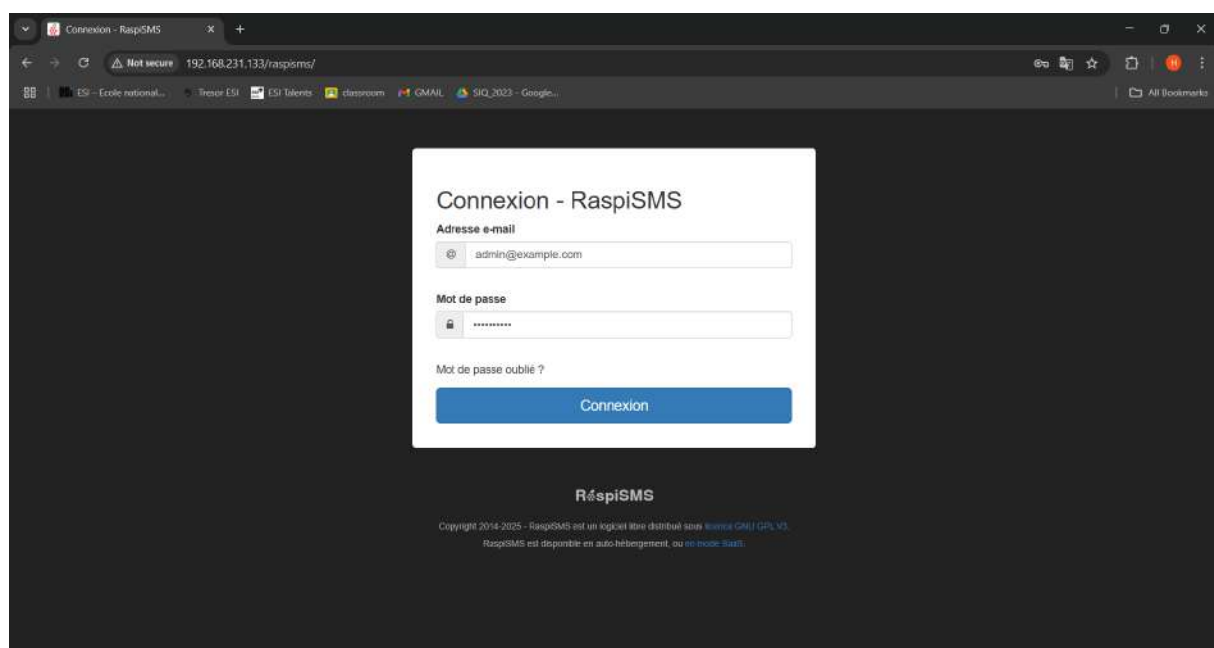 Connexion - RaspiSMS
Not secure 192.168.231.133/raspisms/
ESI - Ecole national... Tresor ESI ESI Talents classroom GMAIL SIQ_2023 - Google... All Bookmarks
Connexion - RaspiSMS
Adresse e-mail
@ admin@example.com
Mot de passe
Mot de passe oublié ?
Connexion
RaspiSMS
Copyright 2014-2025 - RaspiSMS est un logiciel libre distribué sous licence GNU GPL V3.
RaspiSMS est disponible en auto-hébergement, ou en mode SaaS.